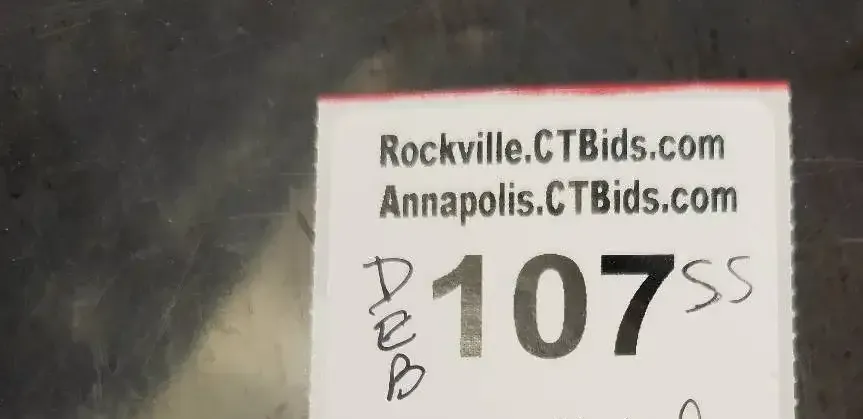 Rockville.CTBids.com
Annapolis.CTBids.com
DEB
107 SS